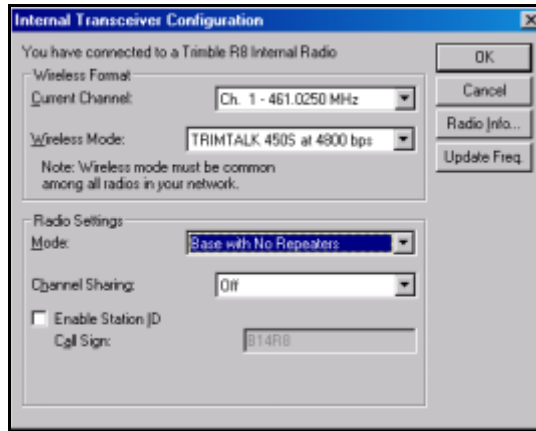 Internal Transceiver Configuration
You have connected to a Trimble R8 Internal Radio
OK
Cancel
Radio Info...
Update Freq.
Wireless Format
Current Channel:
Ch. 1 - 461.0250 MHz
Wireless Mode:
TRIMTALK 450S at 4800 bps
Note: Wireless mode must be common
among all radios in your network.
Radio Settings
Mode:
Base with No Repeaters
Channel Sharing:
Off
Enable Station ID
Call Sign:
B14R8